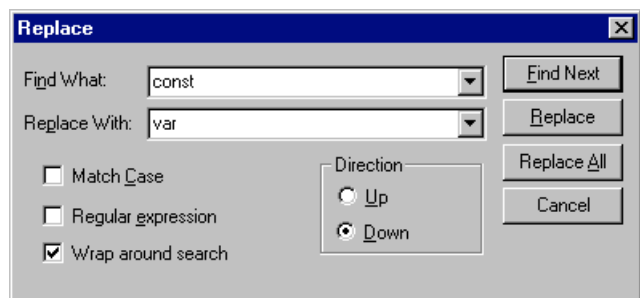 Replace
Find What: const
Find Next
Replace With: var
Replace
Match Case
Regular expression
Wrap around search
Direction
Up
Down
Replace All
Cancel